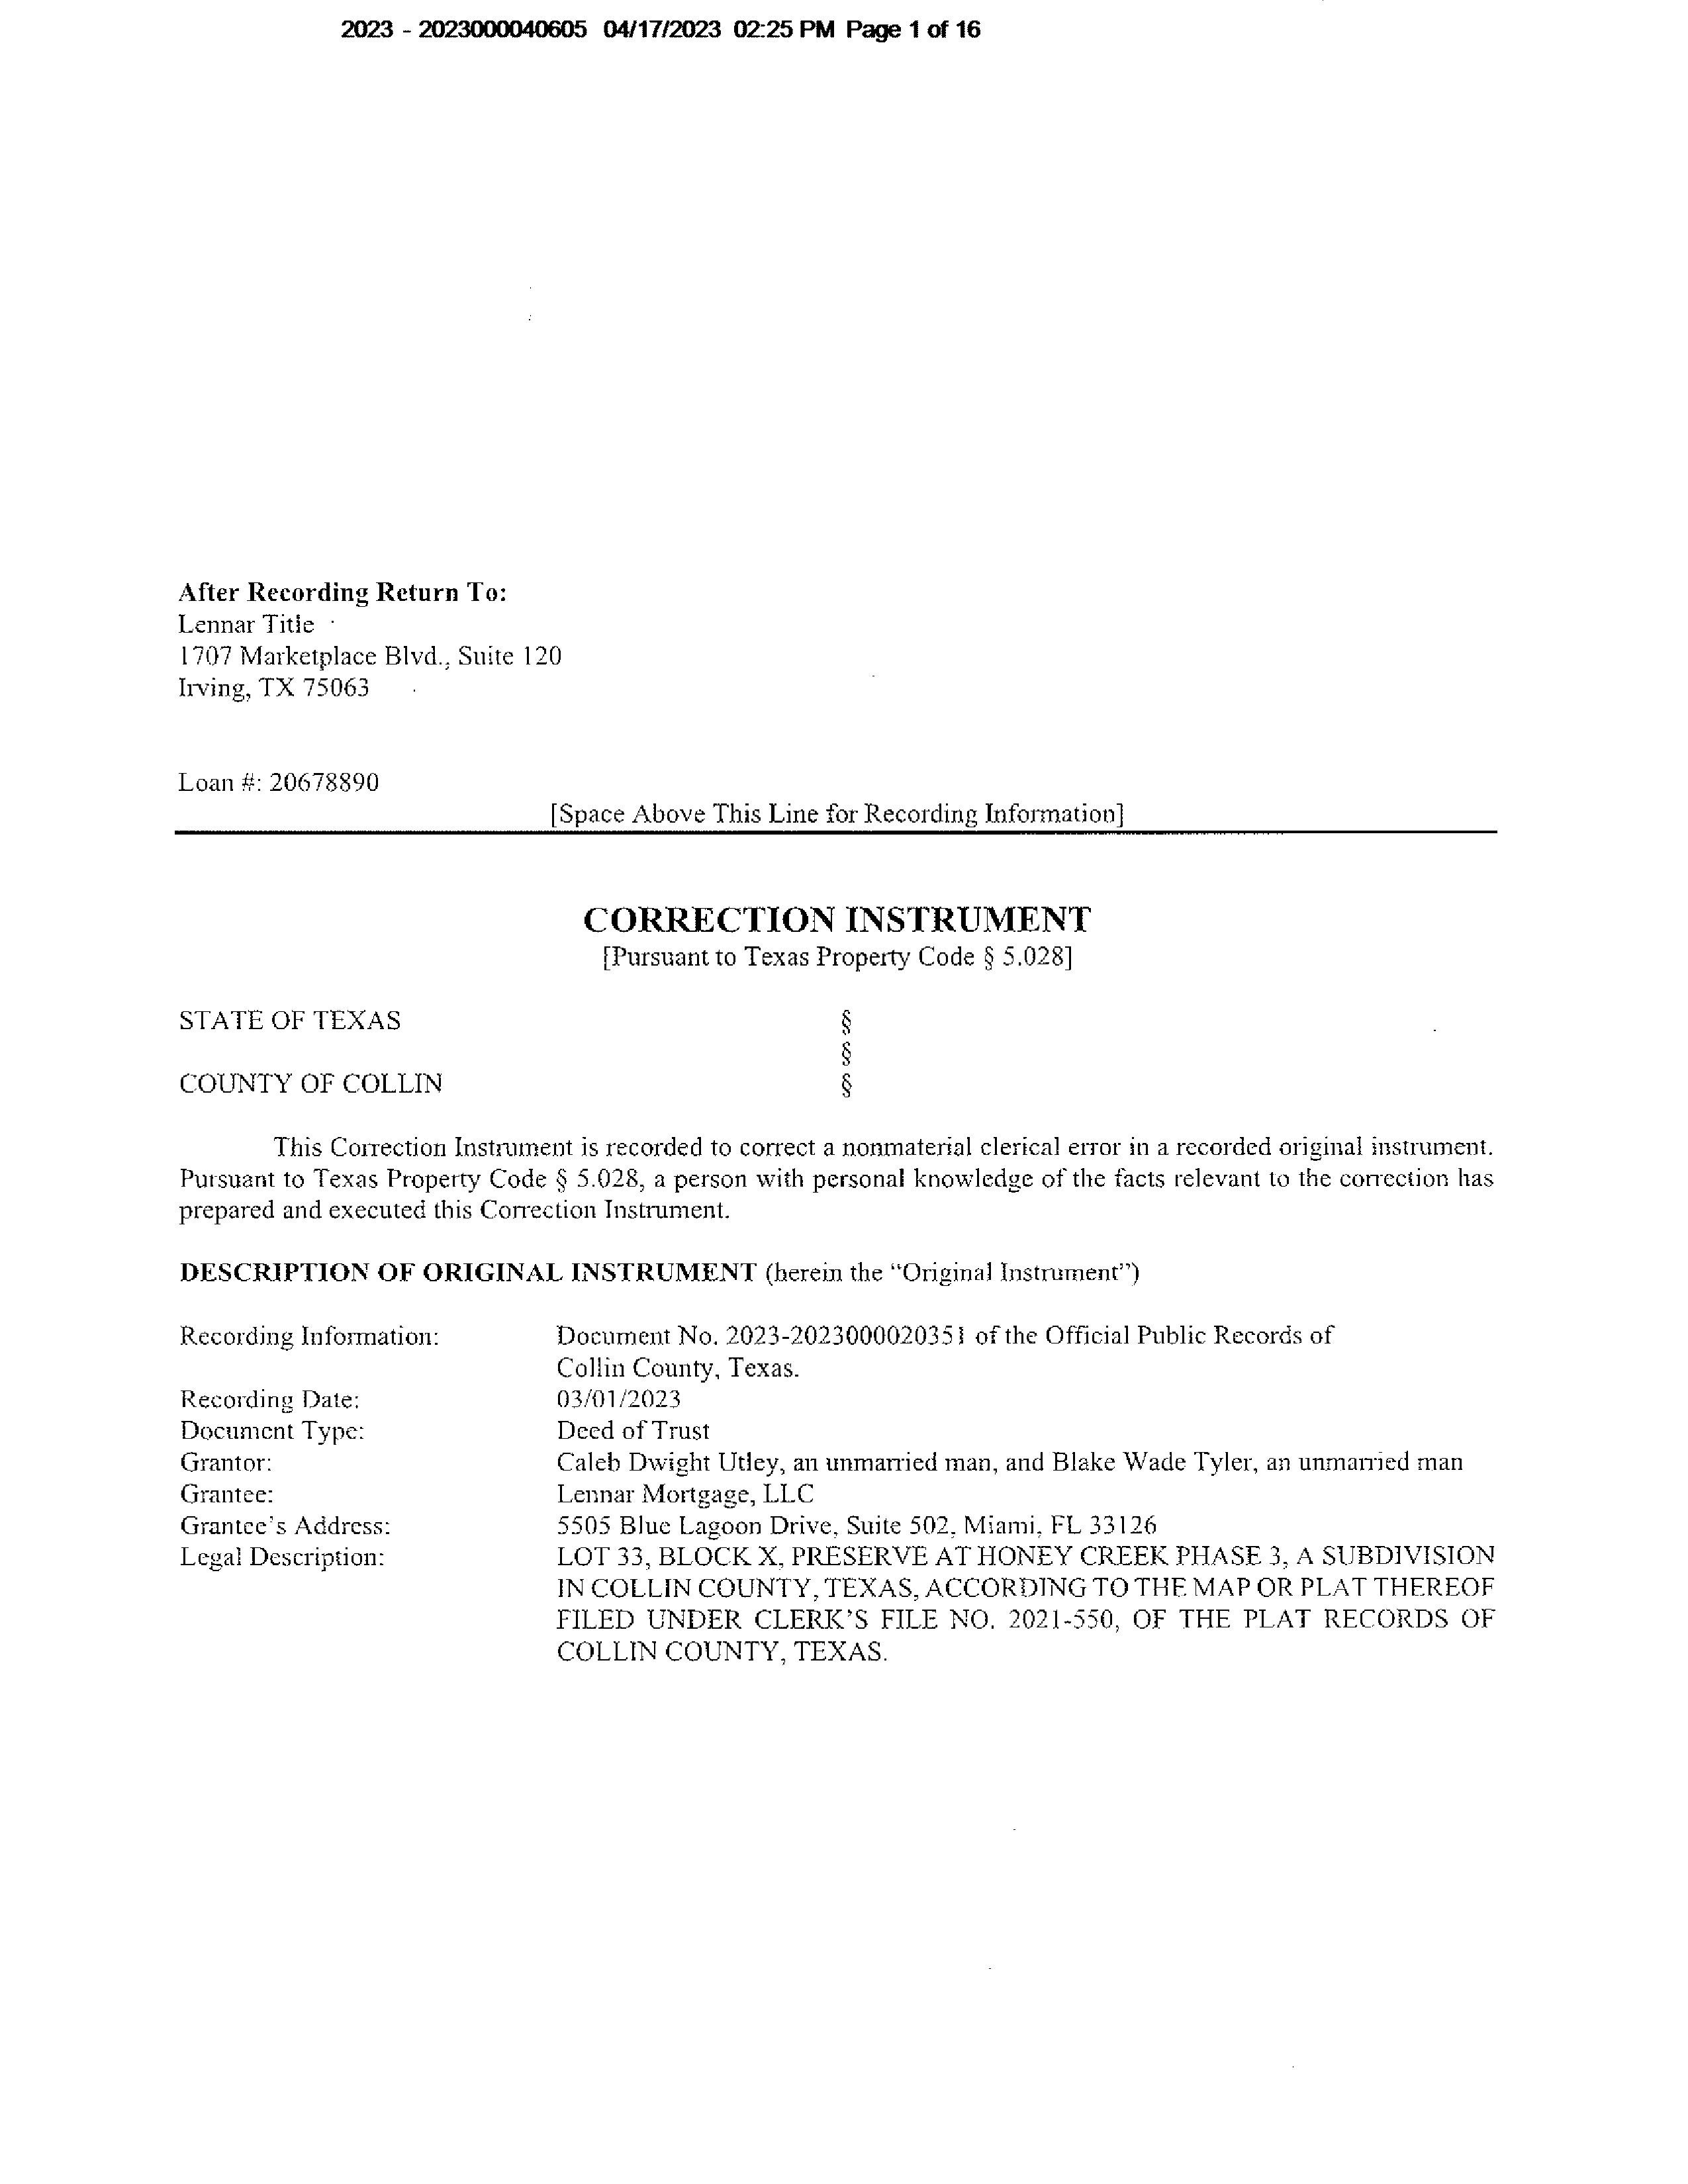 2023 - 2023000040605 04/17/2023 02:25 PM Page 1 of 16
After Recording Return To:
Lennar Title
1707 Marketplace Blvd., Suite 120
Irving, TX 75063
Loan #: 20678890
[Space Above This Line for Recording Information]
CORRECTION INSTRUMENT
[Pursuant to Texas Property Code § 5.028]
STATE OF TEXAS §
§
COUNTY OF COLLIN §
This Correction Instrument is recorded to correct a nonmaterial clerical error in a recorded original instrument.
Pursuant to Texas Property Code § 5.028, a person with personal knowledge of the facts relevant to the correction has
prepared and executed this Correction Instrument.
DESCRIPTION OF ORIGINAL INSTRUMENT (herein the “Original Instrument”)
Recording Information: Document No. 2023-2023000020351 of the Official Public Records of
Collin County, Texas.
Recording Date: 03/01/2023
Document Type: Deed of Trust
Grantor: Caleb Dwight Utley, an unmarried man, and Blake Wade Tyler, an unmarried man
Grantee: Lennar Mortgage, LLC
Grantee’s Address: 5505 Blue Lagoon Drive, Suite 502, Miami, FL 33126
Legal Description: LOT 33, BLOCK X, PRESERVE AT HONEY CREEK PHASE 3, A SUBDIVISION
IN COLLIN COUNTY, TEXAS, ACCORDING TO THE MAP OR PLAT THEREOF
FILED UNDER CLERK’S FILE NO. 2021-550, OF THE PLAT RECORDS OF
COLLIN COUNTY, TEXAS.